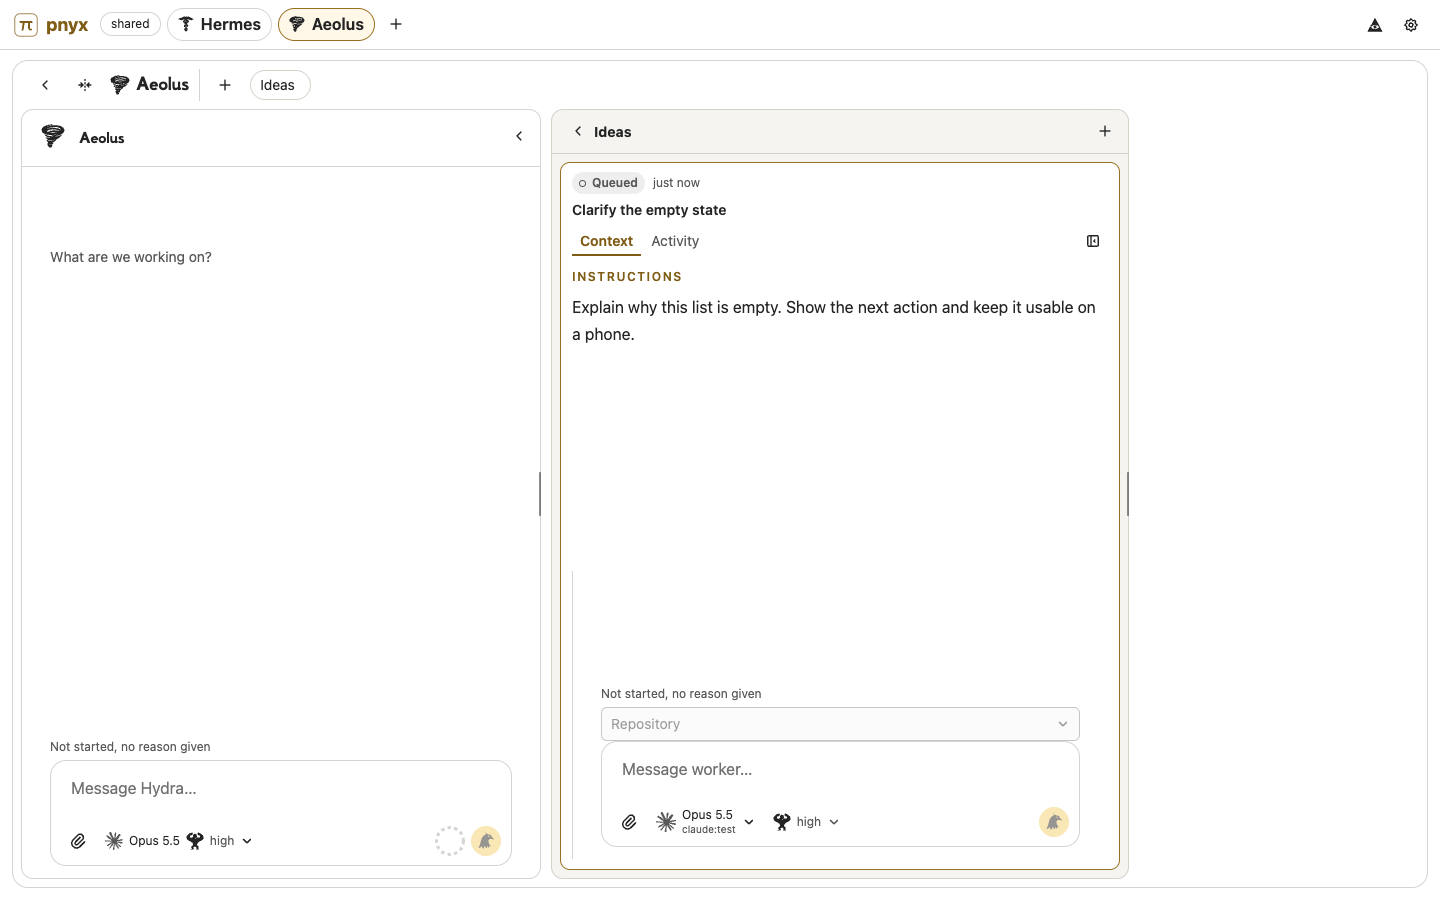 π pnyx shared Hermes Aeolus
Aeolus Ideas
Aeolus
What are we working on?
Not started, no reason given
Message Hydra...
Opus 5.5 high
Ideas
Queued just now
Clarify the empty state
Context Activity
INSTRUCTIONS
Explain why this list is empty. Show the next action and keep it usable on
a phone.
Not started, no reason given
Repository
Message worker...
Opus 5.5
claude:test
high